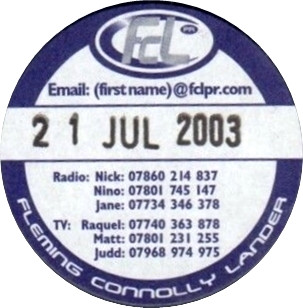 FCL PR
Email: (first name)@fclpr.com
2 1 JUL 2003
Radio: Nick: 07860 214 837
Nino: 07801 745 147
Jane: 07734 346 378
TV: Raquel: 07740 363 878
Matt: 07801 231 255
Judd: 07968 974 975
FLEMING CONNOLLY LANDER